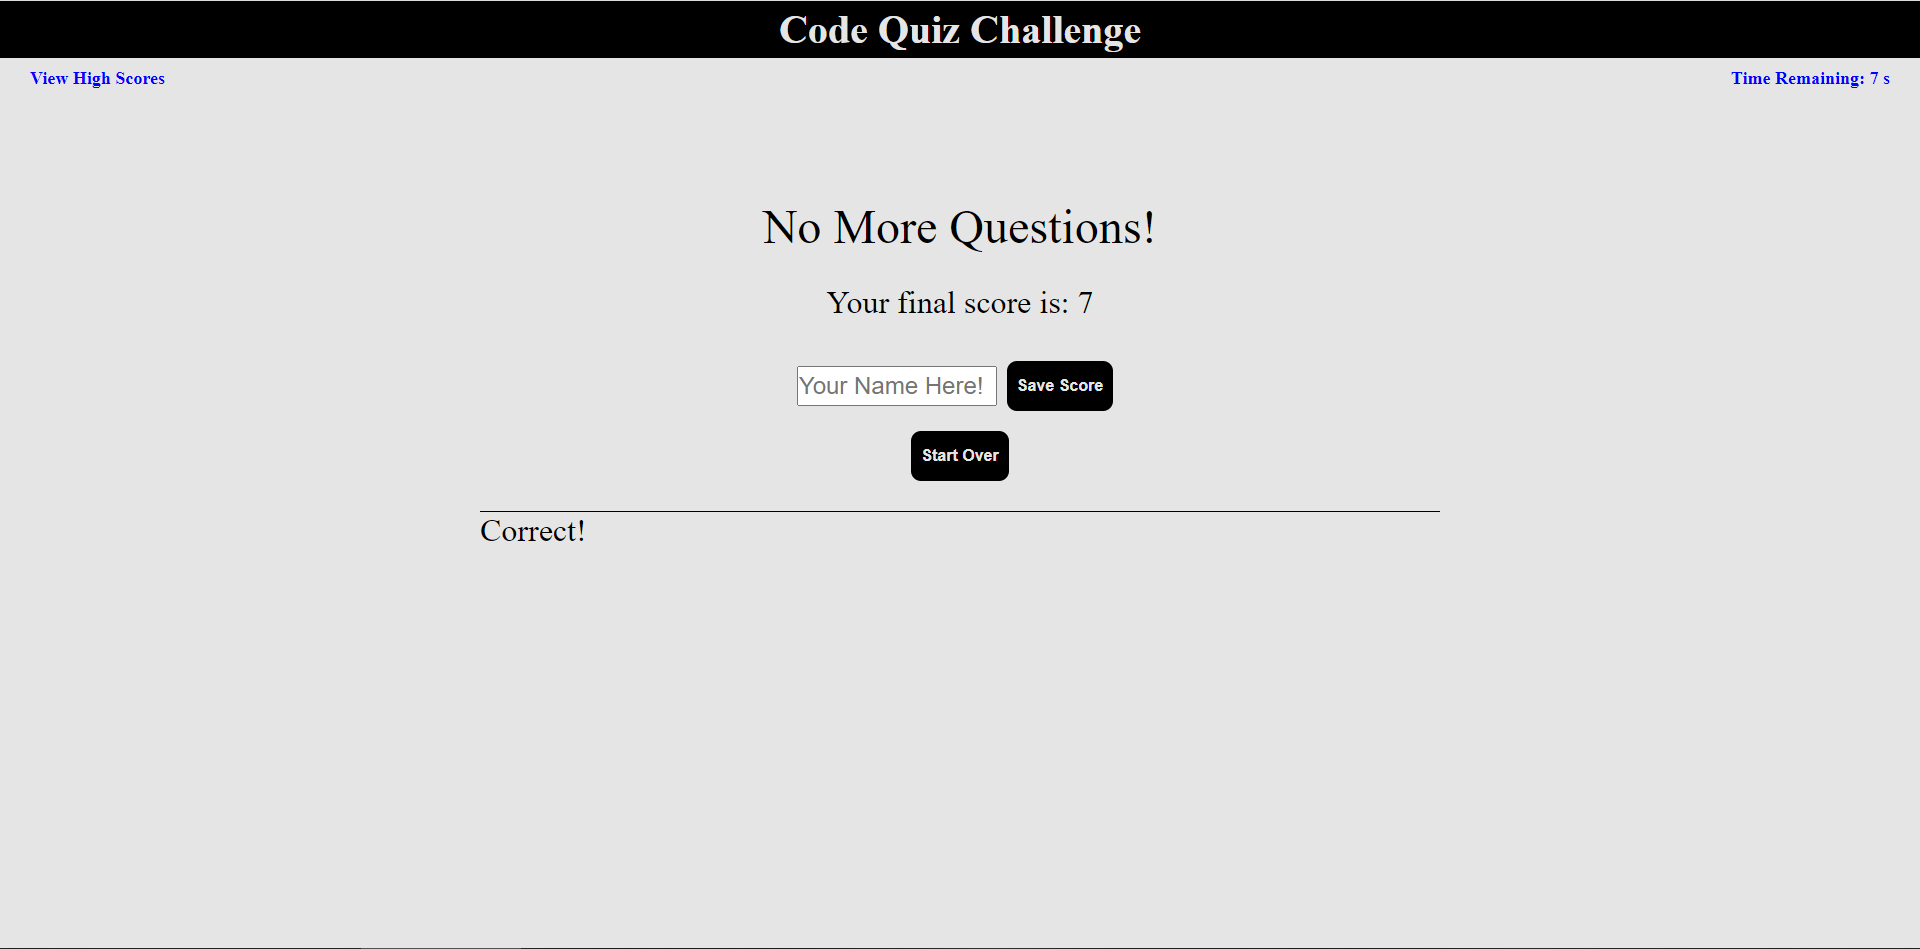 Code Quiz Challenge
View High Scores
Time Remaining: 7 s
No More Questions!
Your final score is: 7
Your Name Here!
Save Score
Start Over
Correct!